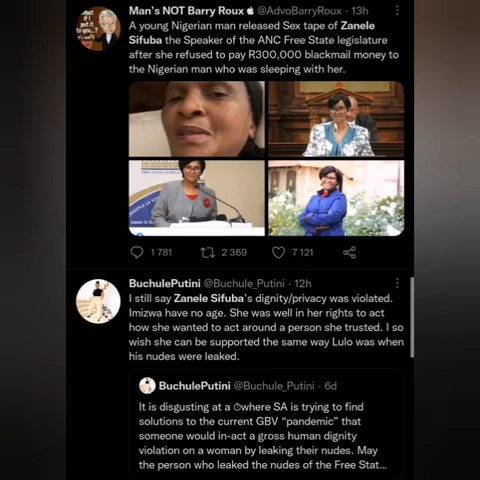 Man's NOT Barry Roux @AdvoBarryRoux · 13h
A young Nigerian man released Sex tape of Zanele
Sifuba the Speaker of the ANC Free State legislature
after she refused to pay R300,000 blackmail money to
the Nigerian man who was sleeping with her.
1 781 2 369 7 121
BuchulePutini @Buchule_Putini · 12h
I still say Zanele Sifuba's dignity/privacy was violated.
Imizwa have no age. She was well in her rights to act
how she wanted to act around a person she trusted. I so
wish she can be supported the same way Lulo was when
his nudes were leaked.
BuchulePutini @Buchule_Putini · 6d
It is disgusting at a ⏱where SA is trying to find
solutions to the current GBV "pandemic" that
someone would in-act a gross human dignity
violation on a woman by leaking their nudes. May
the person who leaked the nudes of the Free Stat...